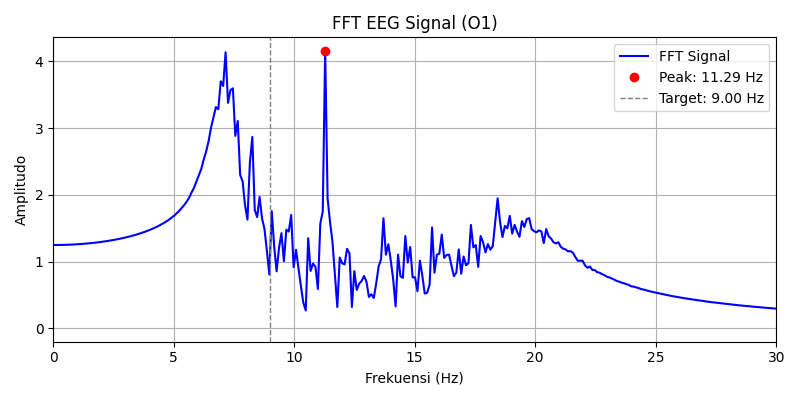 FFT EEG Signal (O1)
Amplitudo
4
3
2
1
0
FFT Signal
Peak: 11.29 Hz
Target: 9.00 Hz
0 5 10 15 20 25 30
Frekuensi (Hz)